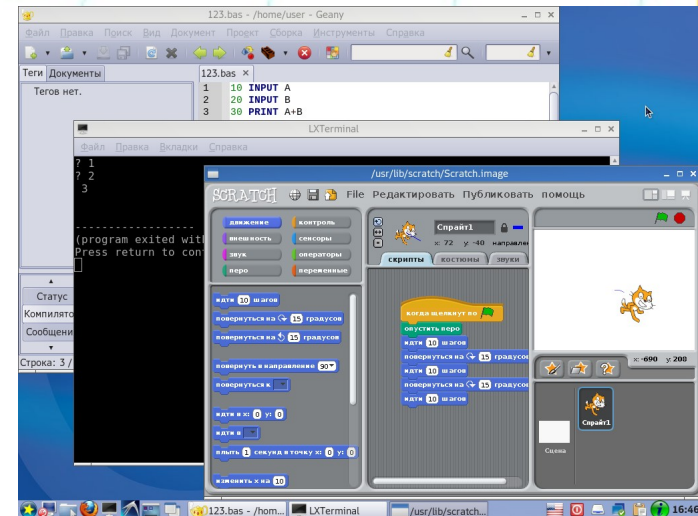 123.bas - /home/user - Geany
Файл Правка Поиск Вид Документ Проект Сборка Инструменты Справка
Теги Документы
123.bas ×
Тегов нет.
1 10 INPUT A
2 20 INPUT B
3 30 PRINT A+B
LXTerminal
Файл Правка Вкладки Справка
? 1
? 2
3
------------------
(program exited wit
Press return to con
Статус
Компилято
Сообщени
Строка: 3 /
/usr/lib/scratch/Scratch.image
SCRATCH File Редактировать Публиковать помощь
движение контроль
внешность сенсоры
звук операторы
перо переменные
Спрайт1
x: 72 y: -40 направлен
скрипты костюмы звуки
идти 10 шагов
повернуться на 15 градусов
повернуться на 15 градусов
повернуть в направление 90
повернуться к
идти в x: 0 y: 0
идти в
плыть 1 секунд в точку x: 0 y: 0
изменить х на 10
когда щелкнут по
опустить перо
идти 10 шагов
повернуться на 15 градусов
идти 10 шагов
повернуться на 15 градусов
идти 10 шагов
x: -690 y: 208
Спрайт1
Сцена
123.bas - /hom... LXTerminal /usr/lib/scratch... 16:46